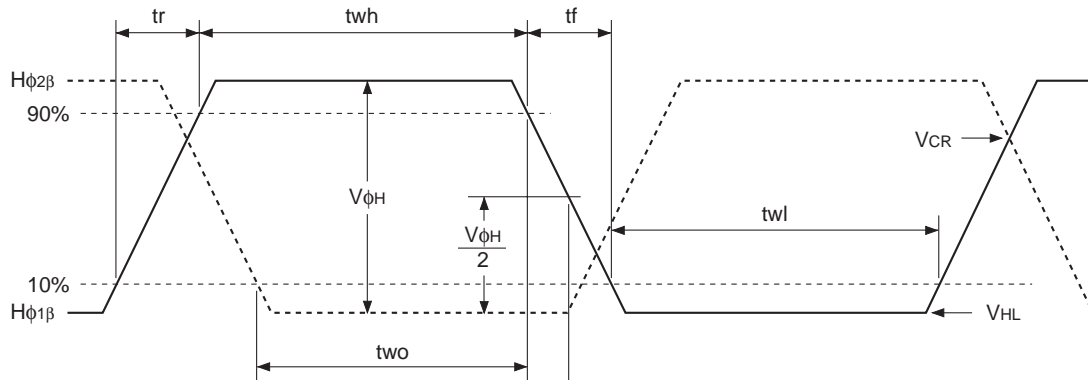 tr twh tf
Hϕ2β
90%
VCR
VϕH
VϕH
2
twl
10%
Hϕ1β
VHL
two